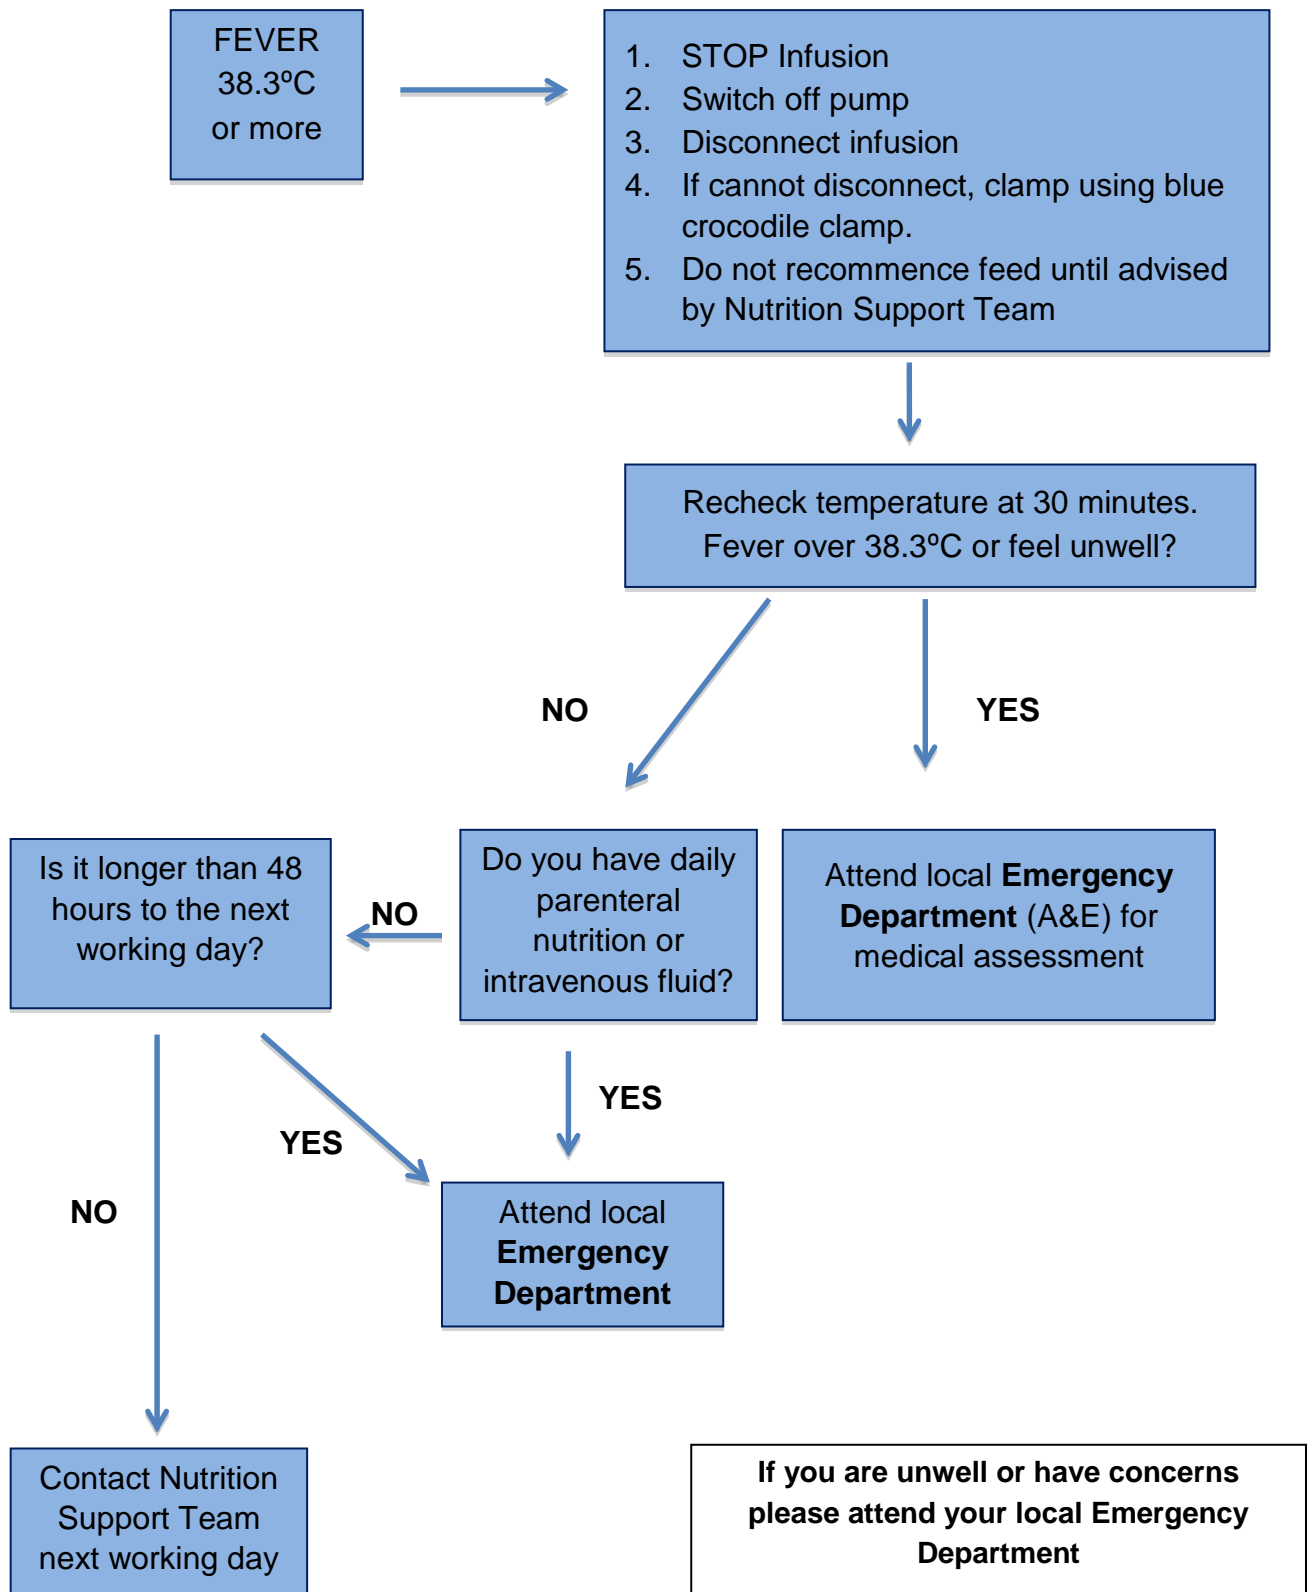 FEVER
38.3ºC
or more
1. STOP Infusion
2. Switch off pump
3. Disconnect infusion
4. If cannot disconnect, clamp using blue
crocodile clamp.
5. Do not recommence feed until advised
by Nutrition Support Team
Recheck temperature at 30 minutes.
Fever over 38.3ºC or feel unwell?
NO
YES
Is it longer than 48
hours to the next
working day?
NO
Do you have daily
parenteral
nutrition or
intravenous fluid?
Attend local Emergency
Department (A&E) for
medical assessment
YES
YES
NO
Attend local
Emergency
Department
Contact Nutrition
Support Team
next working day
If you are unwell or have concerns
please attend your local Emergency
Department